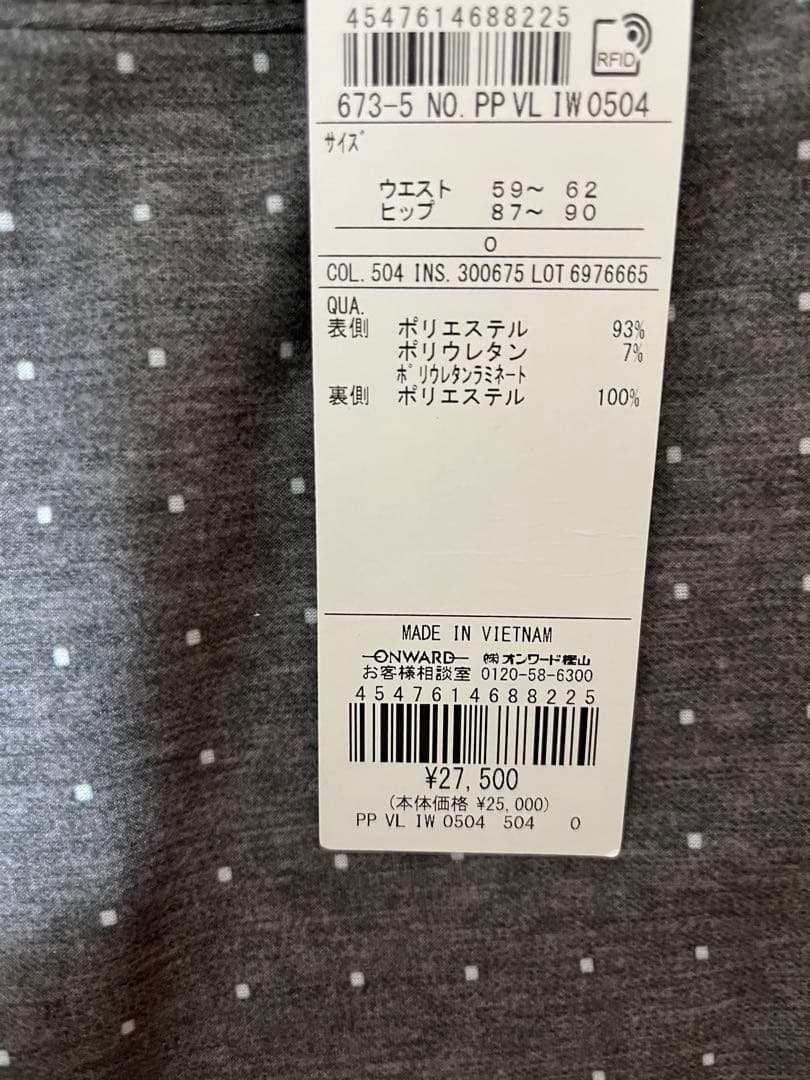 4547614688225
RFID
673-5 NO. PP VL IW0504
サイズ
ウエスト 59～ 62
ヒップ 87～ 90
0
COL. 504 INS. 300675 LOT 6976665
QUA.
表側 ポリエステル 93%
ポリウレタン 7%
ﾎﾟﾘｳﾚﾀﾝﾗﾐﾈｰﾄ
裏側 ポリエステル 100%
MADE IN VIETNAM
ONWARD ㈱オンワード樫山
お客様相談室 0120-58-6300
4547614688225
¥27,500
(本体価格 ¥25,000)
PP VL IW0504 504 0